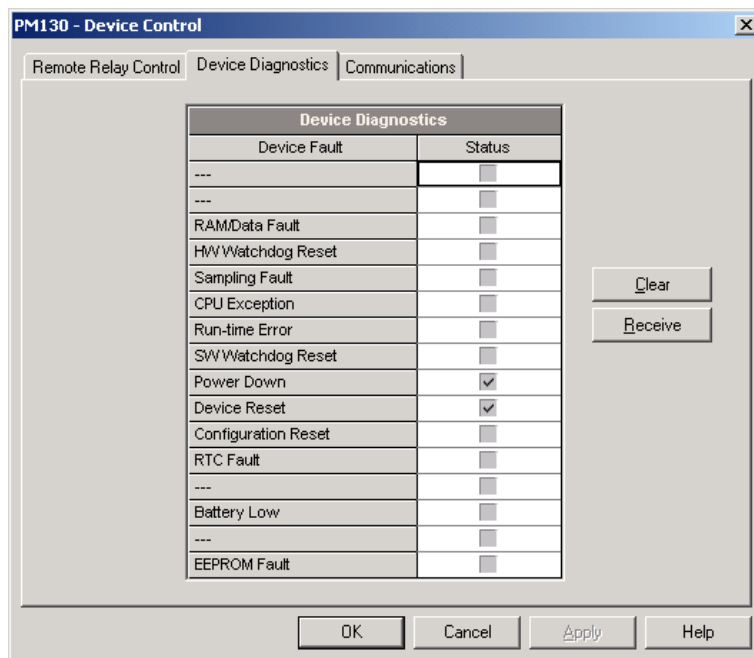 PM130 - Device Control
Remote Relay Control Device Diagnostics Communications
Device Diagnostics
Device Fault Status
---
---
RAM/Data Fault
HW Watchdog Reset
Sampling Fault
CPU Exception
Run-time Error
SW Watchdog Reset
Power Down
Device Reset
Configuration Reset
RTC Fault
---
Battery Low
---
EEPROM Fault
Clear
Receive
OK Cancel Apply Help